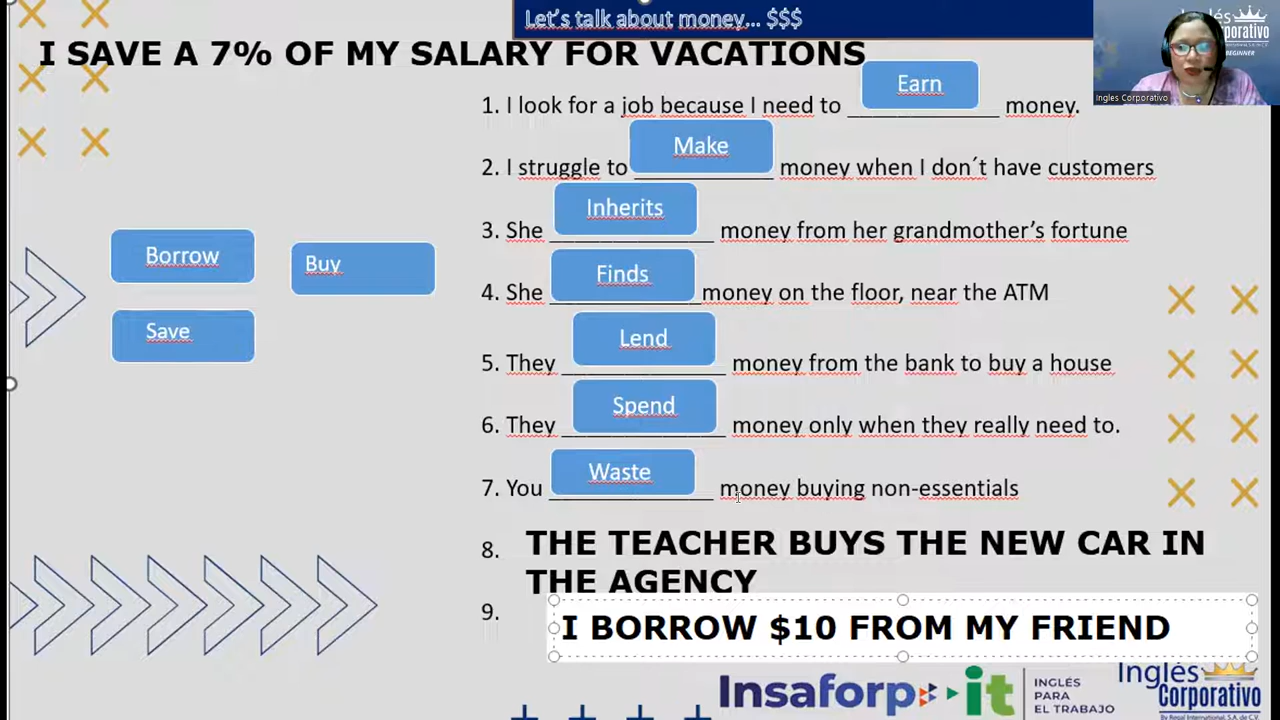 Let's talk about money... $$$
I SAVE A 7% OF MY SALARY FOR VACATIONS
1. I look for a job because I need to Earn money.
2. I struggle to Make money when I don´t have customers
3. She Inherits money from her grandmother's fortune
4. She Finds money on the floor, near the ATM
5. They Lend money from the bank to buy a house
6. They Spend money only when they really need to.
7. You Waste money buying non-essentials
8. THE TEACHER BUYS THE NEW CAR IN
THE AGENCY
9. I BORROW $10 FROM MY FRIEND
Borrow
Buy
Save
Ingles Corporativo
Insaforp
it
INGLÉS
PARA
EL TRABAJO
Inglés
Corporativo
By Regal International, S.A. de C.V.